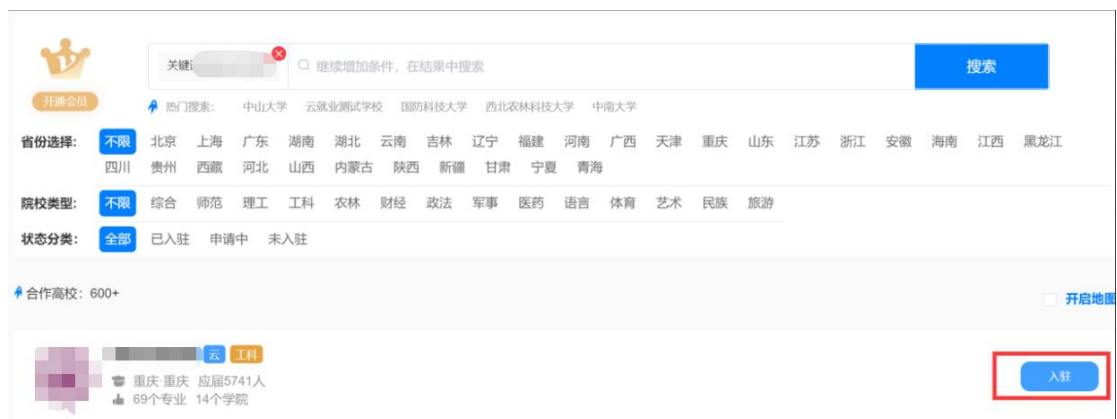 关键 继续增加条件，在结果中搜索 搜索
开通会员
热门搜索： 中山大学 云就业测试学校 国防科技大学 西北农林科技大学 中南大学
省份选择： 不限 北京 上海 广东 湖南 湖北 云南 吉林 辽宁 福建 河南 广西 天津 重庆 山东 江苏 浙江 安徽 海南 江西 黑龙江
四川 贵州 西藏 河北 山西 内蒙古 陕西 新疆 甘肃 宁夏 青海
院校类型： 不限 综合 师范 理工 工科 农林 财经 政法 军事 医药 语言 体育 艺术 民族 旅游
状态分类： 全部 已入驻 申请中 未入驻
合作高校：600+
开启地图
云 工科
重庆·重庆 应届5741人
69个专业 14个学院
入驻